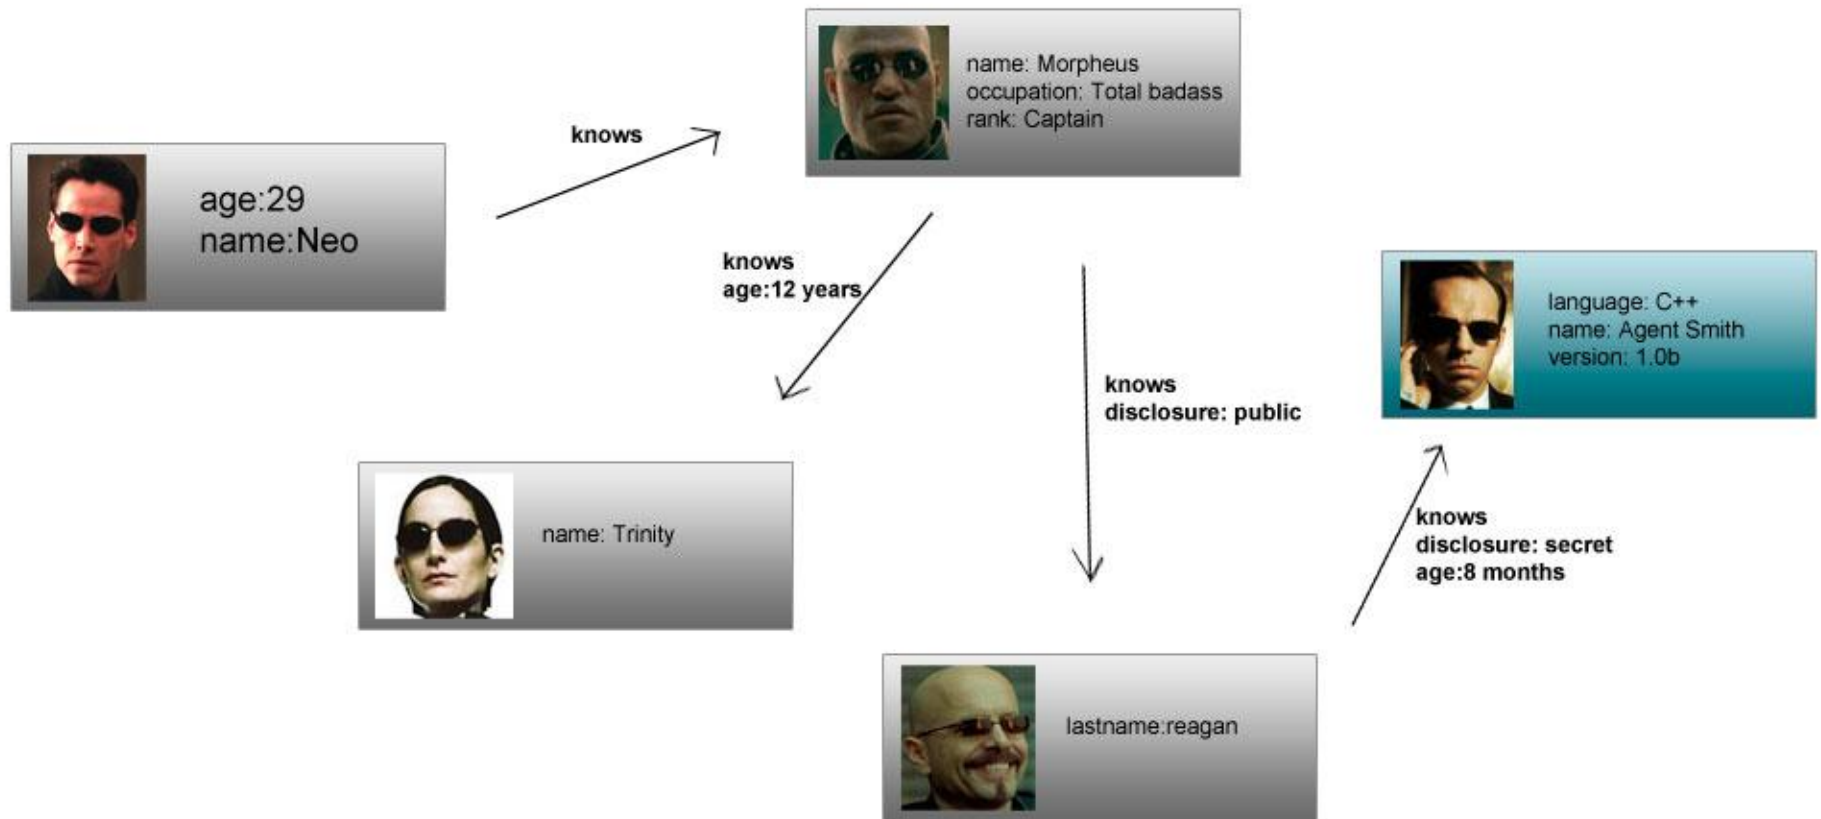 name: Morpheus
occupation: Total badass
rank: Captain
knows
age:29
name:Neo
knows
age:12 years
language: C++
name: Agent Smith
version: 1.0b
knows
disclosure: public
name: Trinity
knows
disclosure: secret
age:8 months
lastname:reagan